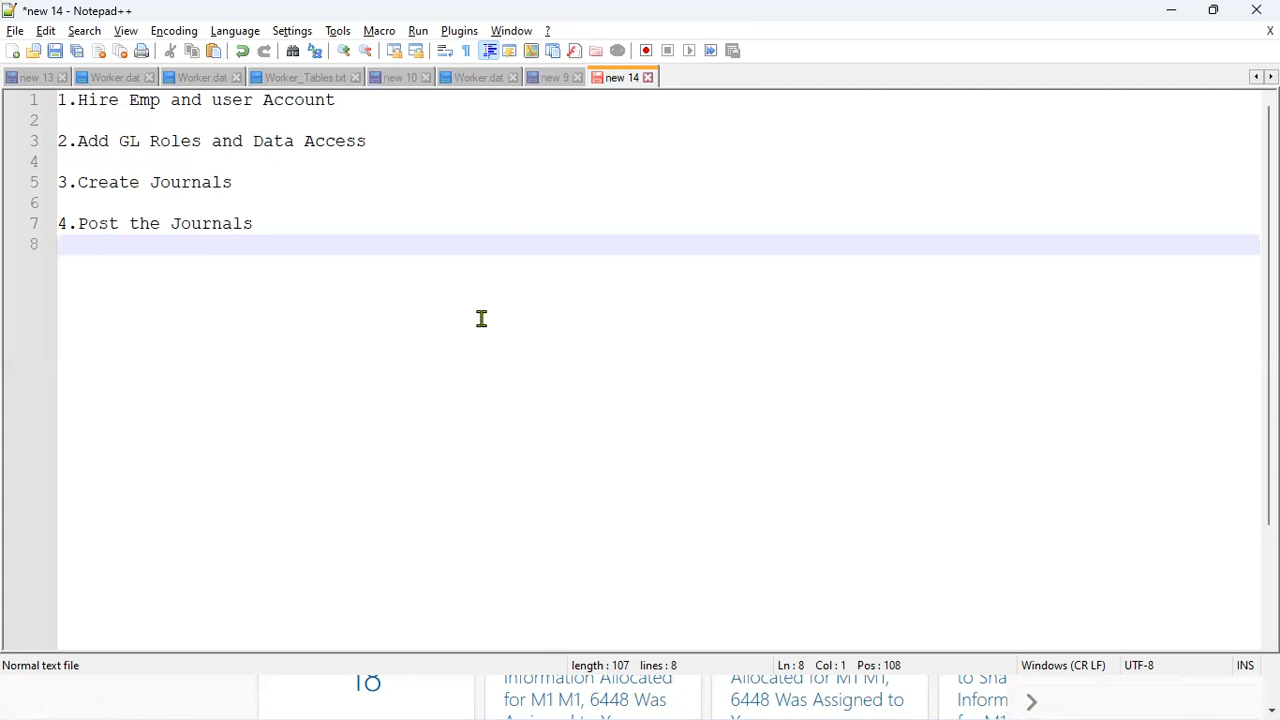 *new 14 - Notepad++
File Edit Search View Encoding Language Settings Tools Macro Run Plugins Window ? X
new 13 Worker.dat Worker.dat Worker_Tables.txt new 10 Worker.dat new 9 new 14
1 1.Hire Emp and user Account
2
3 2.Add GL Roles and Data Access
4
5 3.Create Journals
6
7 4.Post the Journals
8
Normal text file length : 107 lines : 8 Ln : 8 Col : 1 Pos : 108 Windows (CR LF) UTF-8 INS
18
Information Allocated
for M1 M1, 6448 Was
Allocated for M1 M1,
6448 Was Assigned to
to Sha
Inform